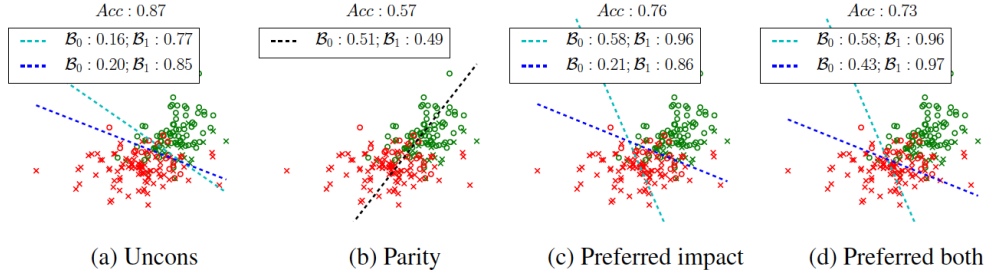 Acc : 0.87
B₀ : 0.16; B₁ : 0.77
B₀ : 0.20; B₁ : 0.85
(a) Uncons
Acc : 0.57
B₀ : 0.51; B₁ : 0.49
(b) Parity
Acc : 0.76
B₀ : 0.58; B₁ : 0.96
B₀ : 0.21; B₁ : 0.86
(c) Preferred impact
Acc : 0.73
B₀ : 0.58; B₁ : 0.96
B₀ : 0.43; B₁ : 0.97
(d) Preferred both